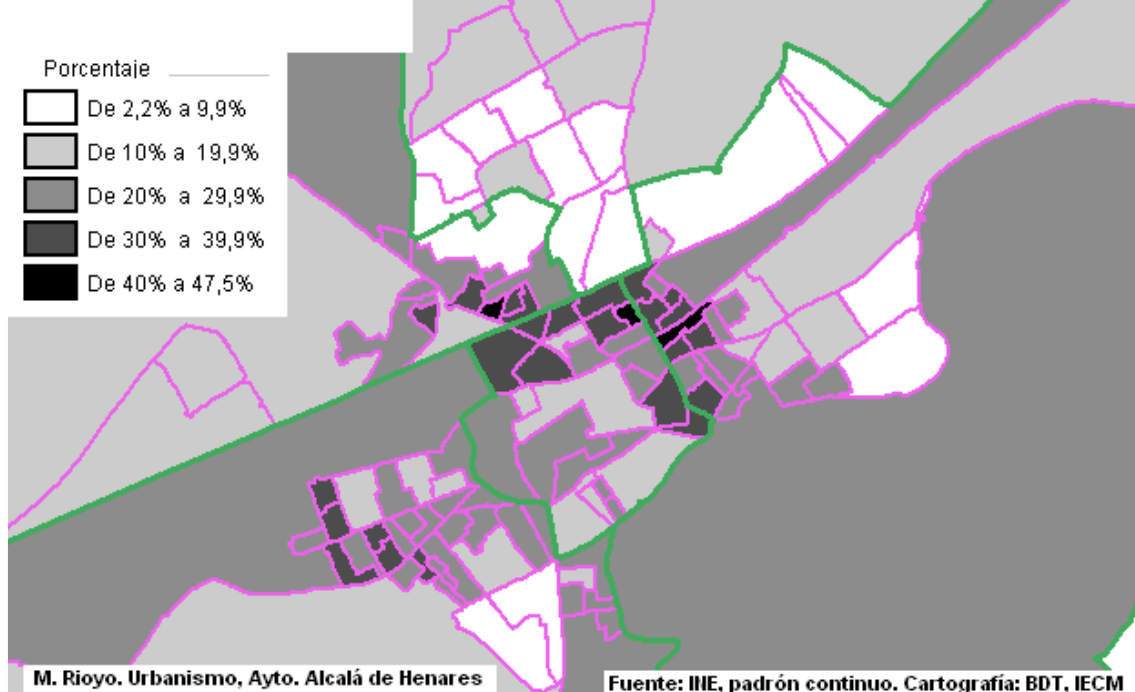 Porcentaje
De 2,2% a 9,9%
De 10% a 19,9%
De 20% a 29,9%
De 30% a 39,9%
De 40% a 47,5%
M. Rioyo. Urbanismo, Ayto. Alcalá de Henares
Fuente: INE, padrón continuo. Cartografía: BDT, IECM